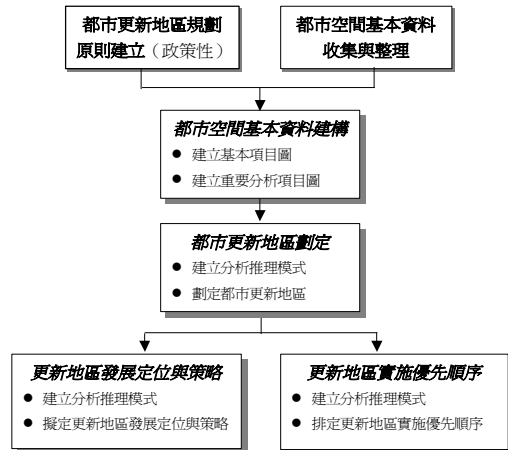 都市更新地區規劃
原則建立（政策性）
都市空間基本資料
收集與整理
都市空間基本資料建構
● 建立基本項目圖
● 建立重要分析項目圖
都市更新地區劃定
● 建立分析推理模式
● 劃定都市更新地區
更新地區發展定位與策略
● 建立分析推理模式
● 擬定更新地區發展定位與策略
更新地區實施優先順序
● 建立分析推理模式
● 排定更新地區實施優先順序